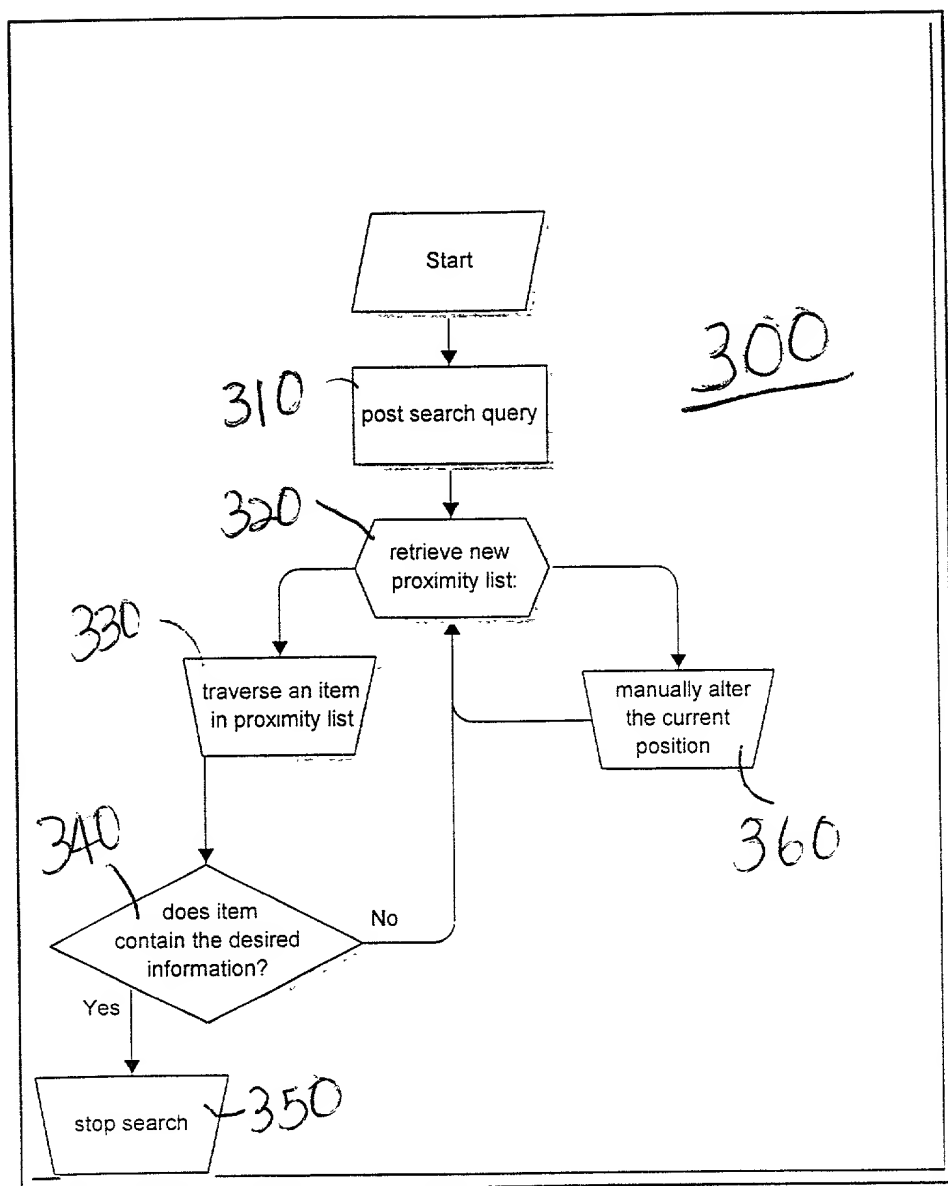 Start
300
310
post search query
320
retrieve new
proximity list:
330
traverse an item
in proximity list
manually alter
the current
position
360
340
does item
contain the desired
information?
No
Yes
stop search
350